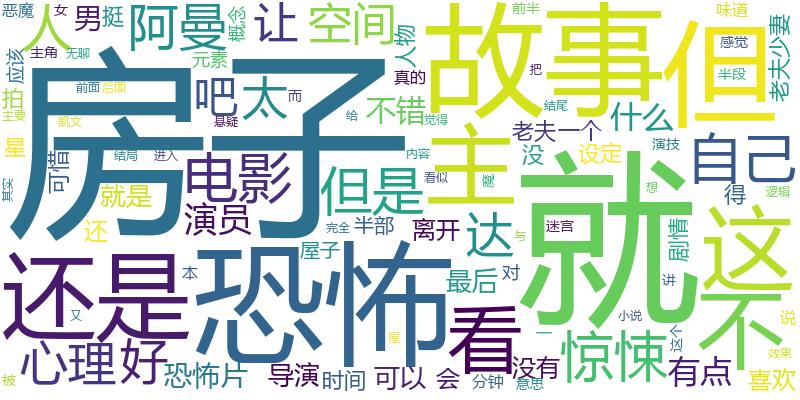 恶魔
女
男
挺
阿曼
让
空间
概念
元素
人
人物
真的
应该
主角
无聊
前面
后面
悬疑
而
吧
太
不错
给
觉得
拍
主要
凯文
房子
故事
但
前半
味道
感觉
半段
老夫少妻
把
结尾
什么
老夫一个
没
设定
演技
主
自己
得
想
逻辑
星
可惜
结局
进入
电影
但是
内容
看似
魔
其实
就是
还
演员
完全
半部
离开
达
与
迷宫
剧情
就
这
不
还是
恐怖
屋子
本
又
最后
对
看
讲
说
小说
这个
心理
好
恐怖片
导演
时间
屋
可以
会
分钟
没有
意思
一
惊悚
有点
喜欢
效果
被